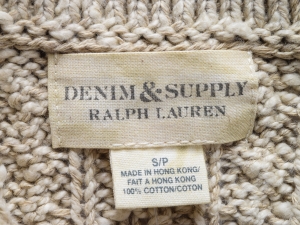 DENIM & SUPPLY
RALPH LAUREN
S/P
MADE IN HONG KONG/
FAIT A HONG KONG
100% COTTON/COTON